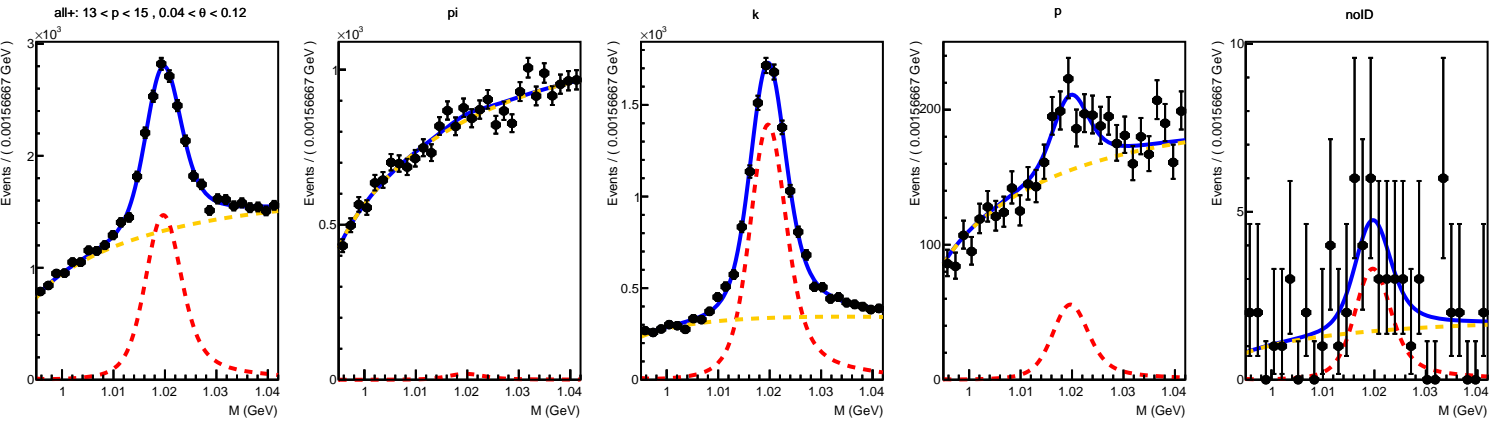 all+: 13 < p < 15 , 0.04 < θ < 0.12
×10³
Events / ( 0.00156667 GeV )
3
2
1
0
1 1.01 1.02 1.03 1.04
M (GeV)
pi
×10³
Events / ( 0.00156667 GeV )
1
0.5
0
1 1.01 1.02 1.03 1.04
M (GeV)
k
×10³
Events / ( 0.00156667 GeV )
1.5
1
0.5
0
1 1.01 1.02 1.03 1.04
M (GeV)
p
Events / ( 0.00156667 GeV )
200
100
0
1 1.01 1.02 1.03 1.04
M (GeV)
noID
Events / ( 0.00156667 GeV )
10
5
0
1 1.01 1.02 1.03 1.04
M (GeV)